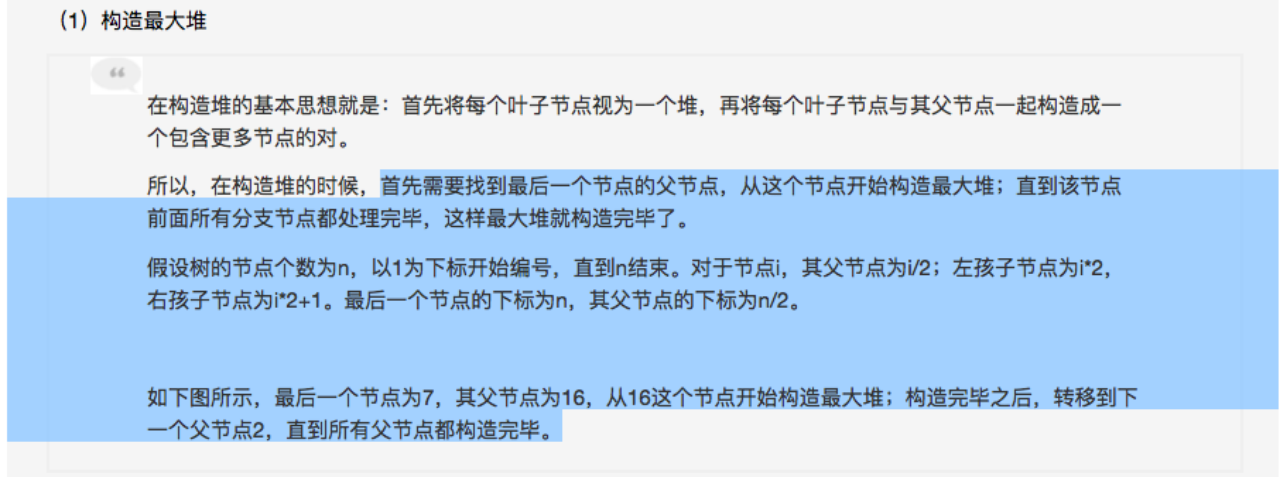 （1）构造最大堆
“
在构造堆的基本思想就是：首先将每个叶子节点视为一个堆，再将每个叶子节点与其父节点一起构造成一
个包含更多节点的对。
所以，在构造堆的时候，首先需要找到最后一个节点的父节点，从这个节点开始构造最大堆；直到该节点
前面所有分支节点都处理完毕，这样最大堆就构造完毕了。
假设树的节点个数为n，以1为下标开始编号，直到n结束。对于节点i，其父节点为i/2；左孩子节点为i*2，
右孩子节点为i*2+1。最后一个节点的下标为n，其父节点的下标为n/2。
如下图所示，最后一个节点为7，其父节点为16，从16这个节点开始构造最大堆；构造完毕之后，转移到下
一个父节点2，直到所有父节点都构造完毕。